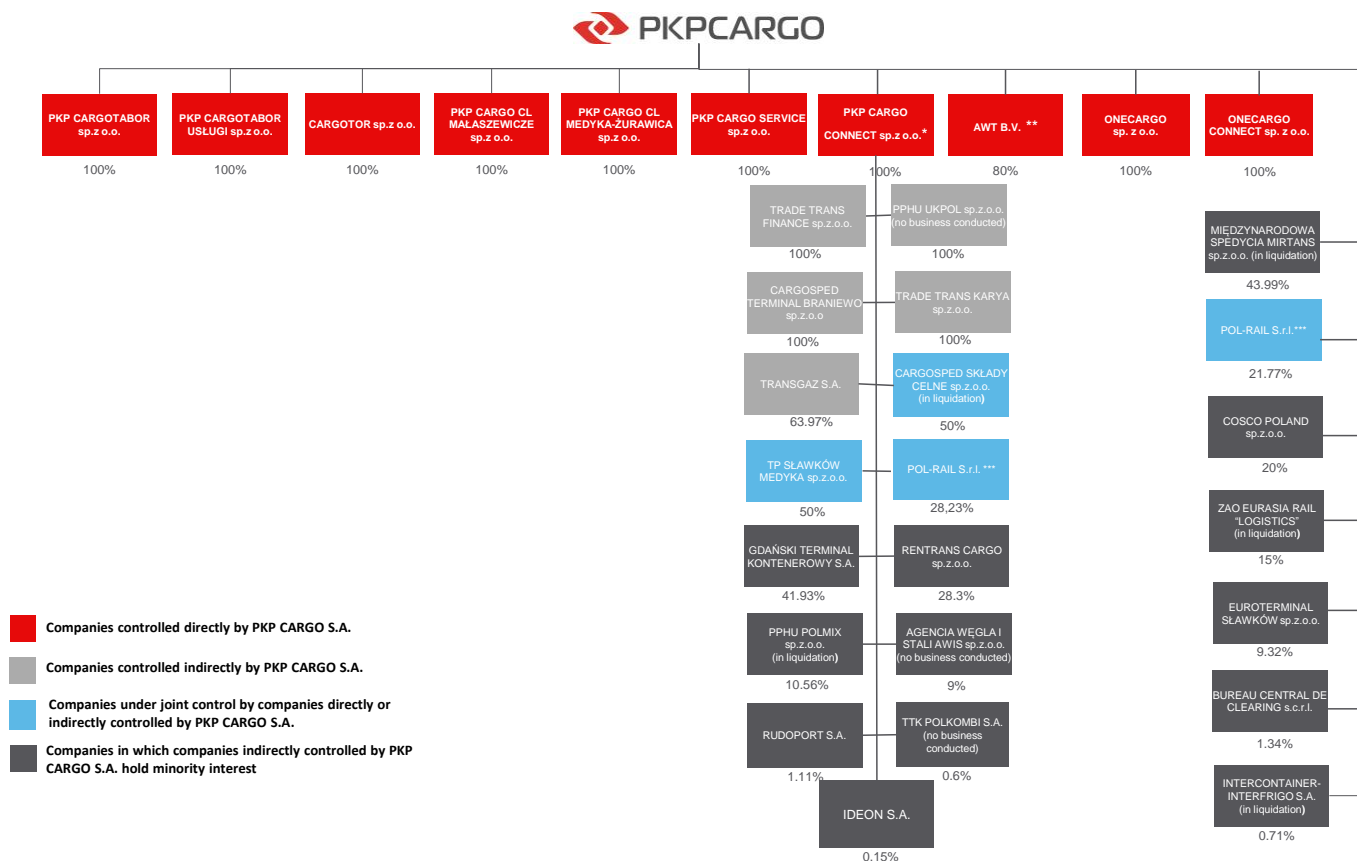 PKPCARGO
PKP CARGOTABOR
sp.z o.o.
100%
PKP CARGOTABOR
USŁUGI sp.z o.o.
100%
CARGOTOR sp.z o.o.
100%
PKP CARGO CL
MAŁASZEWICZE
sp.z o.o.
100%
PKP CARGO CL
MEDYKA-ŻURAWICA
sp.z o.o.
100%
PKP CARGO SERVICE
sp.z o.o.
100%
PKP CARGO
CONNECT sp.z o.o.*
100%
AWT B.V. **
80%
ONECARGO
sp. z o.o.
100%
ONECARGO
CONNECT sp. z o.o.
100%
TRADE TRANS
FINANCE sp.z.o.o.
100%
PPHU UKPOL sp.z.o.o.
(no business conducted)
100%
CARGOSPED
TERMINAL BRANIEWO
sp.z.o.o
100%
TRADE TRANS KARYA
sp.z.o.o.
100%
TRANSGAZ S.A.
63.97%
CARGOSPED SKŁADY
CELNE sp.z.o.o.
(in liquidation)
50%
TP SŁAWKÓW
MEDYKA sp.z.o.o.
50%
POL-RAIL S.r.l. ***
28,23%
GDAŃSKI TERMINAL
KONTENEROWY S.A.
41.93%
RENTRANS CARGO
sp.z.o.o.
28.3%
PPHU POLMIX
sp.z.o.o.
(in liquidation)
10.56%
AGENCIA WĘGLA I
STALI AWIS sp.z.o.o.
(no business conducted)
9%
RUDOPORT S.A.
1.11%
TTK POLKOMBI S.A.
(no business
conducted)
0.6%
IDEON S.A.
0.15%
MIĘDZYNARODOWA
SPEDYCIA MIRTANS
sp.z.o.o. (in liquidation)
43.99%
POL-RAIL S.r.l.***
21.77%
COSCO POLAND
sp.z.o.o.
20%
ZAO EURASIA RAIL
"LOGISTICS"
(in liquidation)
15%
EUROTERMINAL
SŁAWKÓW sp.z.o.o.
9.32%
BUREAU CENTRAL DE
CLEARING s.c.r.l.
1.34%
INTERCONTAINER-
INTERFRIGO S.A.
(in liquidation)
0.71%
Companies controlled directly by PKP CARGO S.A.
Companies controlled indirectly by PKP CARGO S.A.
Companies under joint control by companies directly or
indirectly controlled by PKP CARGO S.A.
Companies in which companies indirectly controlled by PKP
CARGO S.A. hold minority interest